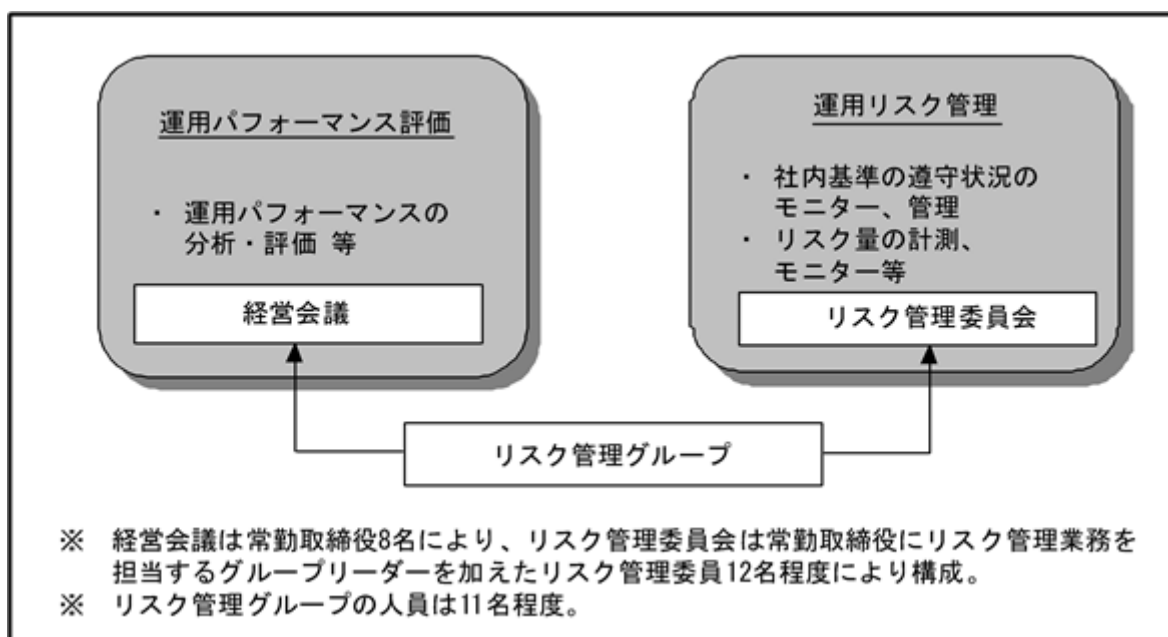 運用パフォーマンス評価
・ 運用パフォーマンスの
分析・評価 等
経営会議
運用リスク管理
・ 社内基準の遵守状況の
モニター、管理
・ リスク量の計測、
モニター等
リスク管理委員会
リスク管理グループ
※ 経営会議は常勤取締役8名により、リスク管理委員会は常勤取締役にリスク管理業務を
担当するグループリーダーを加えたリスク管理委員12名程度により構成。
※ リスク管理グループの人員は11名程度。